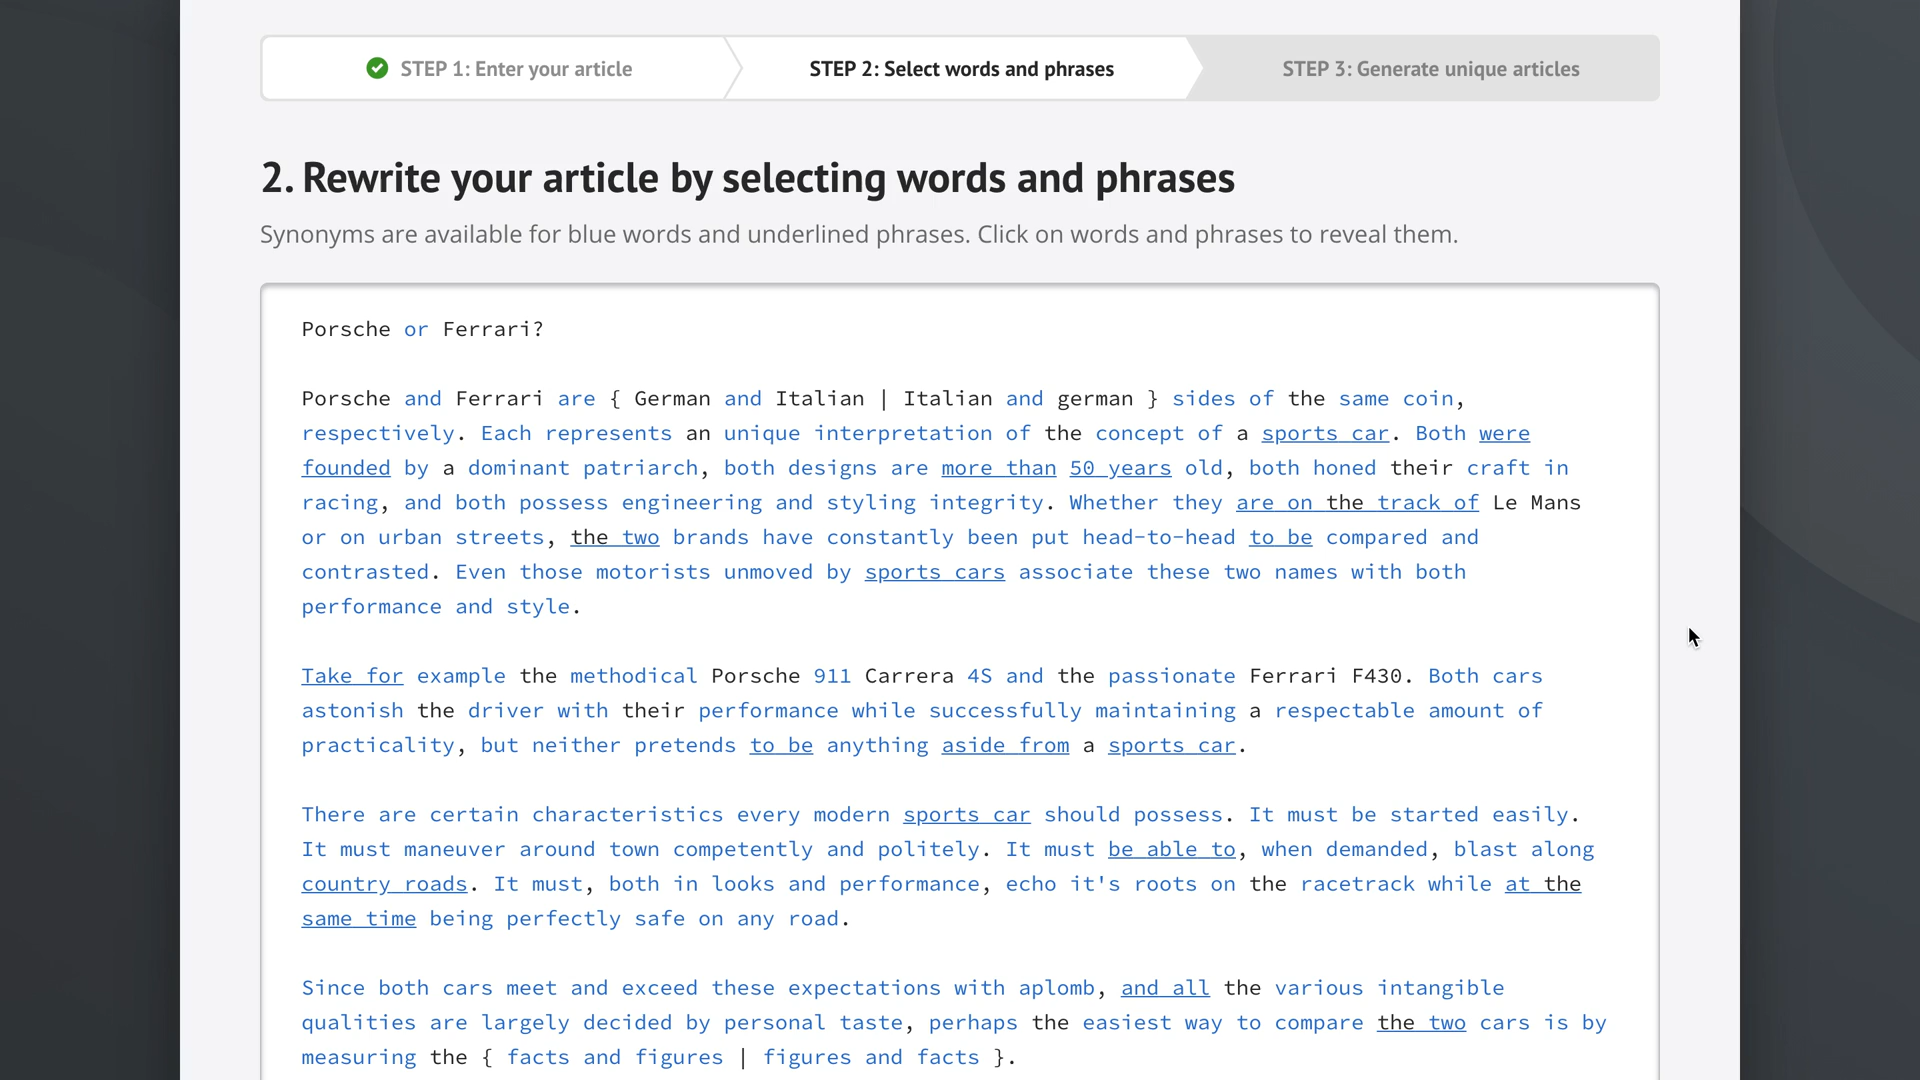 STEP 1: Enter your article
STEP 2: Select words and phrases
STEP 3: Generate unique articles
2. Rewrite your article by selecting words and phrases
Synonyms are available for blue words and underlined phrases. Click on words and phrases to reveal them.
Porsche or Ferrari?
Porsche and Ferrari are { German and Italian | Italian and german } sides of the same coin,
respectively. Each represents an unique interpretation of the concept of a sports car. Both were
founded by a dominant patriarch, both designs are more than 50 years old, both honed their craft in
racing, and both possess engineering and styling integrity. Whether they are on the track of Le Mans
or on urban streets, the two brands have constantly been put head-to-head to be compared and
contrasted. Even those motorists unmoved by sports cars associate these two names with both
performance and style.
Take for example the methodical Porsche 911 Carrera 4S and the passionate Ferrari F430. Both cars
astonish the driver with their performance while successfully maintaining a respectable amount of
practicality, but neither pretends to be anything aside from a sports car.
There are certain characteristics every modern sports car should possess. It must be started easily.
It must maneuver around town competently and politely. It must be able to, when demanded, blast along
country roads. It must, both in looks and performance, echo it's roots on the racetrack while at the
same time being perfectly safe on any road.
Since both cars meet and exceed these expectations with aplomb, and all the various intangible
qualities are largely decided by personal taste, perhaps the easiest way to compare the two cars is by
measuring the { facts and figures | figures and facts }.